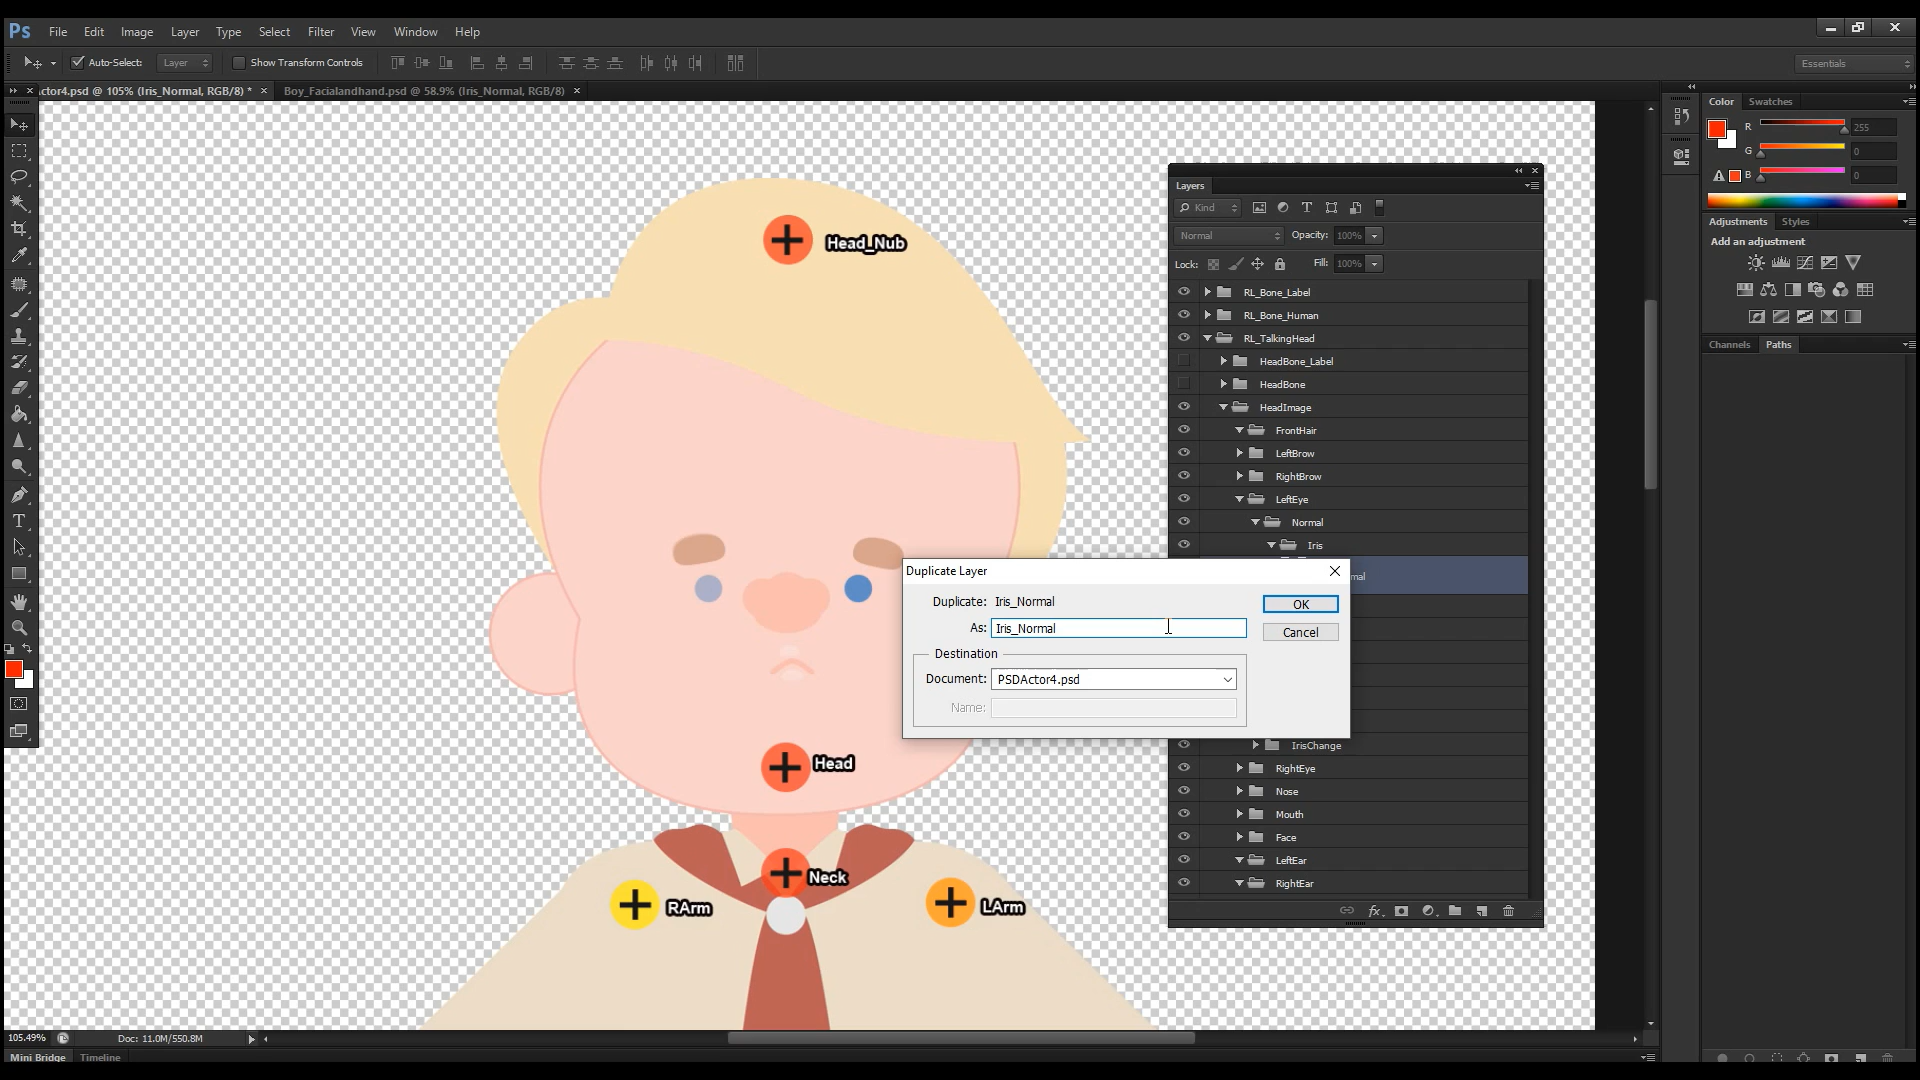 Ps File Edit Image Layer Type Select Filter View Window Help
Auto-Select: Layer Show Transform Controls Essentials
ctor4.psd @ 105% (Iris_Normal, RGB/8) * Boy_Facialandhand.psd @ 58.9% (Iris_Normal, RGB/8)
Color Swatches
R 255
G 0
B 0
Adjustments Styles
Add an adjustment
Channels Paths
Layers
Kind
Normal Opacity: 100%
Lock: Fill: 100%
RL_Bone_Label
RL_Bone_Human
RL_TalkingHead
HeadBone_Label
HeadBone
HeadImage
FrontHair
LeftBrow
RightBrow
LeftEye
Normal
Iris
mal
IrisChange
RightEye
Nose
Mouth
Face
LeftEar
RightEar
Duplicate Layer
Duplicate: Iris_Normal
As: Iris_Normal
OK
Cancel
Destination
Document: PSDActor4.psd
Name:
Head_Nub
Head
Neck
RArm
LArm
105.49% Doc: 11.0M/550.8M
Mini Bridge Timeline